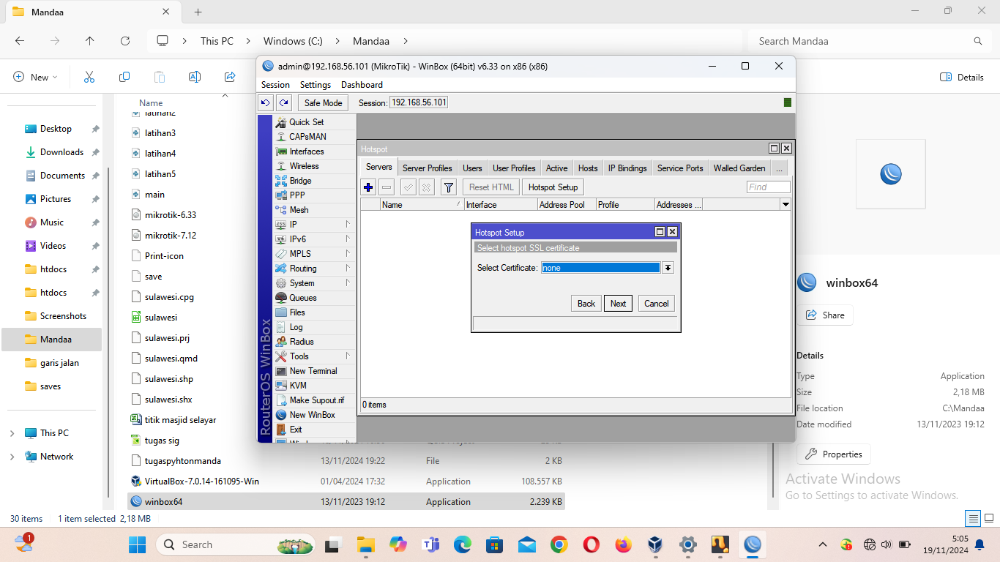 Mandaa
This PC
Windows (C:)
Mandaa
Search Mandaa
New
Details
Name
Desktop
Downloads
Documents
Pictures
Music
Videos
htdocs
htdocs
Screenshots
Mandaa
garis jalan
saves
This PC
Network
latihan2
latihan3
latihan4
latihan5
main
mikrotik-6.33
mikrotik-7.12
Print-icon
save
sulawesi.cpg
sulawesi
sulawesi.prj
sulawesi.qmd
sulawesi.shp
sulawesi.shx
titik masjid selayar
tugas sig
tugaspyhtonmanda 13/11/2024 19:22 File 2 KB
VirtualBox-7.0.14-161095-Win 01/04/2024 17:32 Application 108.557 KB
winbox64 13/11/2023 19:12 Application 2.239 KB
admin@192.168.56.101 (MikroTik) - WinBox (64bit) v6.33 on x86 (x86)
Session Settings Dashboard
Safe Mode Session: 192.168.56.101
RouterOS WinBox
Quick Set
CAPsMAN
Interfaces
Wireless
Bridge
PPP
Mesh
IP
IPv6
MPLS
Routing
System
Queues
Files
Log
Radius
Tools
New Terminal
KVM
Make Supout.rif
New WinBox
Exit
Hotspot
Servers Server Profiles Users User Profiles Active Hosts IP Bindings Service Ports Walled Garden ...
Reset HTML Hotspot Setup Find
Name Interface Address Pool Profile Addresses ...
Hotspot Setup
Select hotspot SSL certificate
Select Certificate: none
Back Next Cancel
0 items
winbox64
Share
Details
Type Application
Size 2,18 MB
File location C:\Mandaa
Date modified 13/11/2023 19:12
Properties
Activate Windows
Go to Settings to activate Windows.
30 items 1 item selected 2,18 MB
1
Search
5:05
19/11/2024